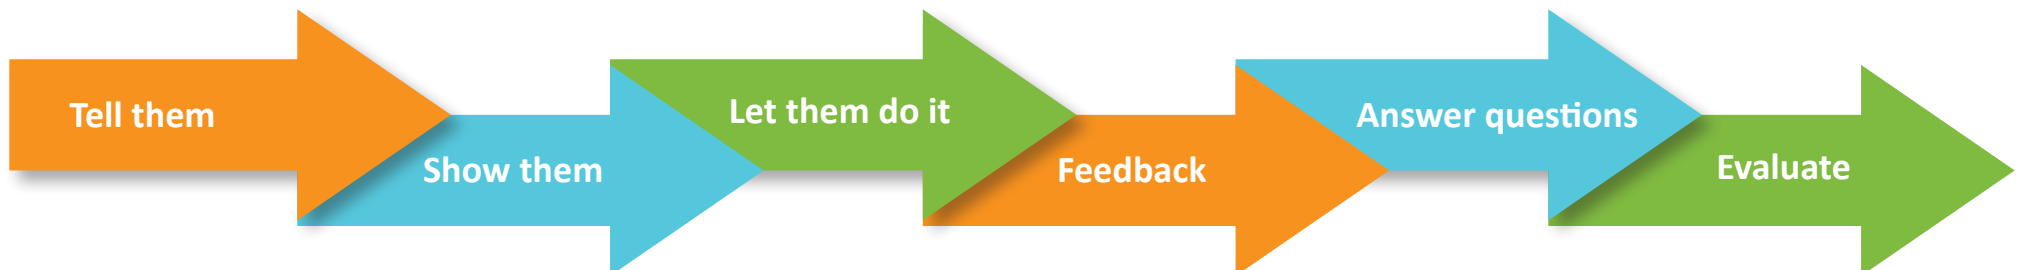 Tell them
Show them
Let them do it
Feedback
Answer questions
Evaluate